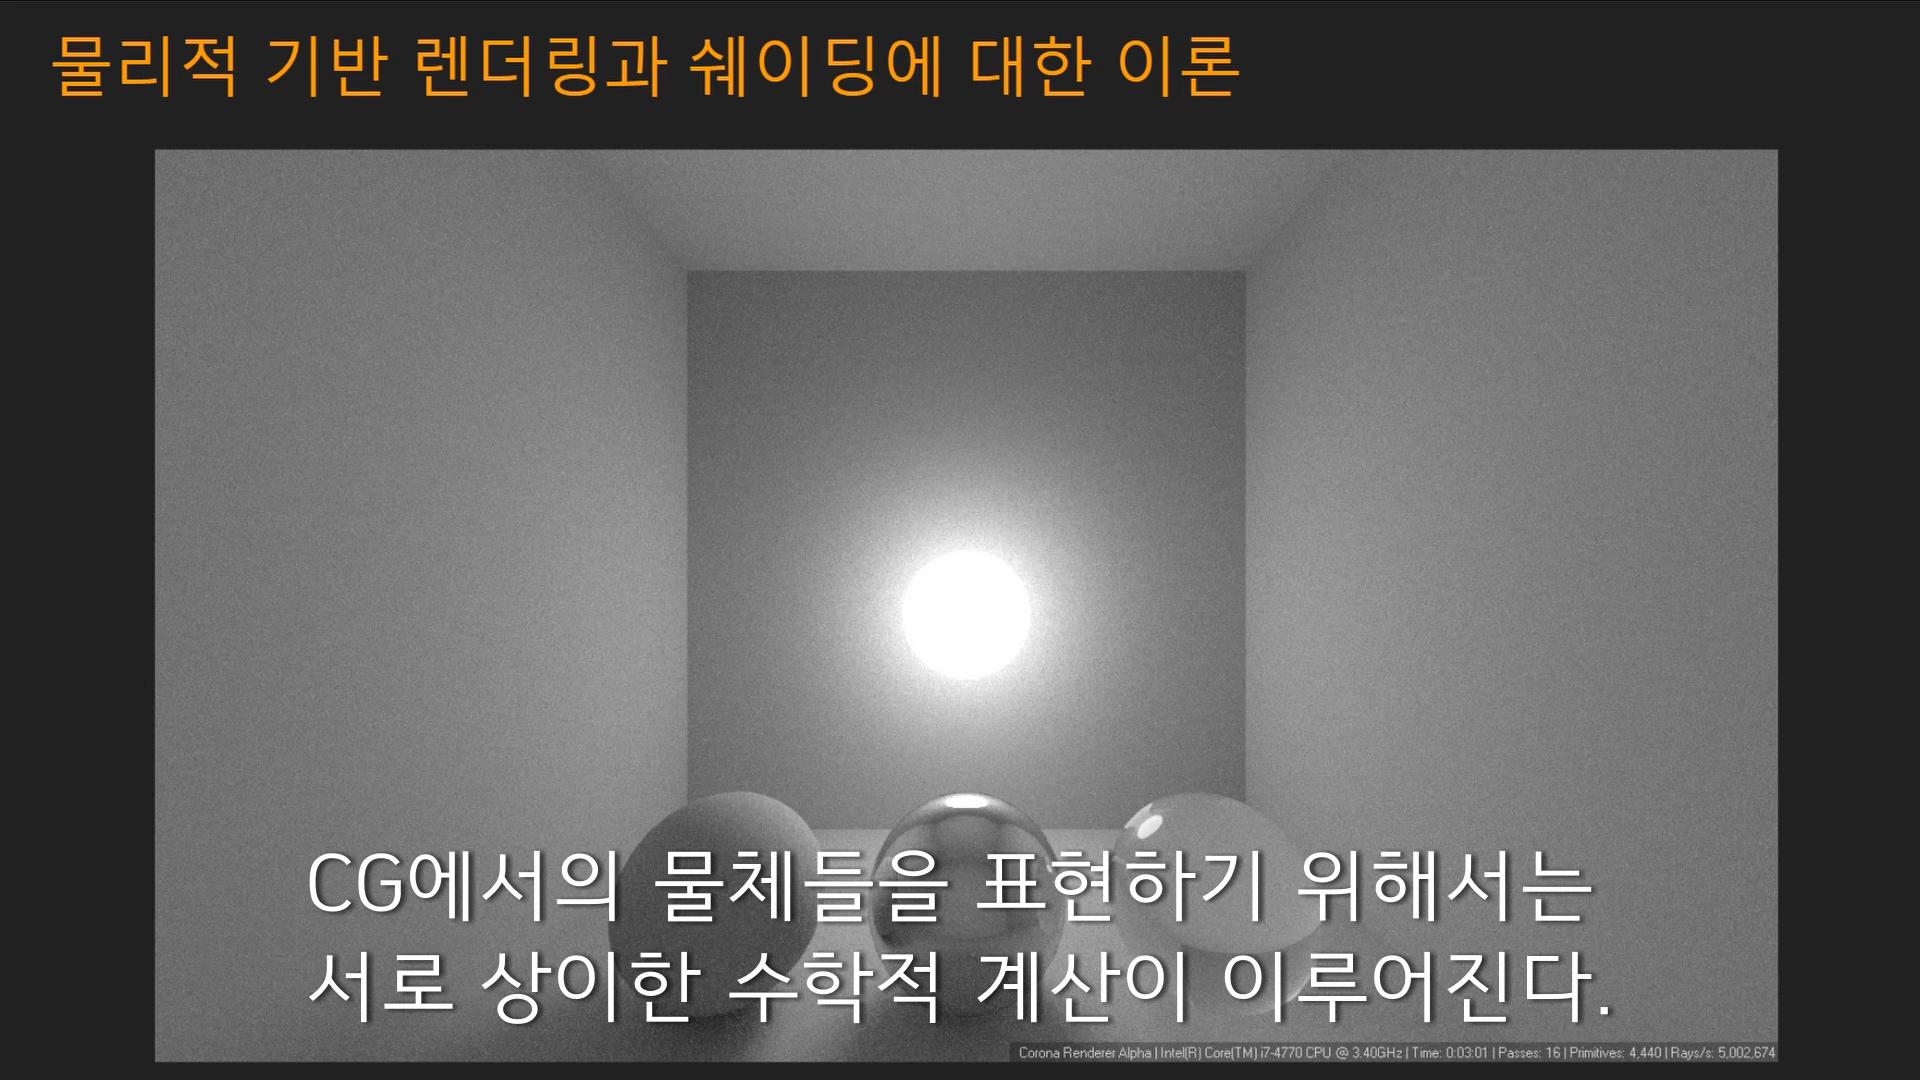 물리적 기반 렌더링과 쉐이딩에 대한 이론
CG에서의 물체들을 표현하기 위해서는
서로 상이한 수학적 계산이 이루어진다.
Corona Renderer Alpha | Intel(R) Core(TM) i7-4770 CPU @ 3.40GHz | Time: 0:03:01 | Passes: 16 | Primitives: 4,440 | Rays/s: 5,002,674